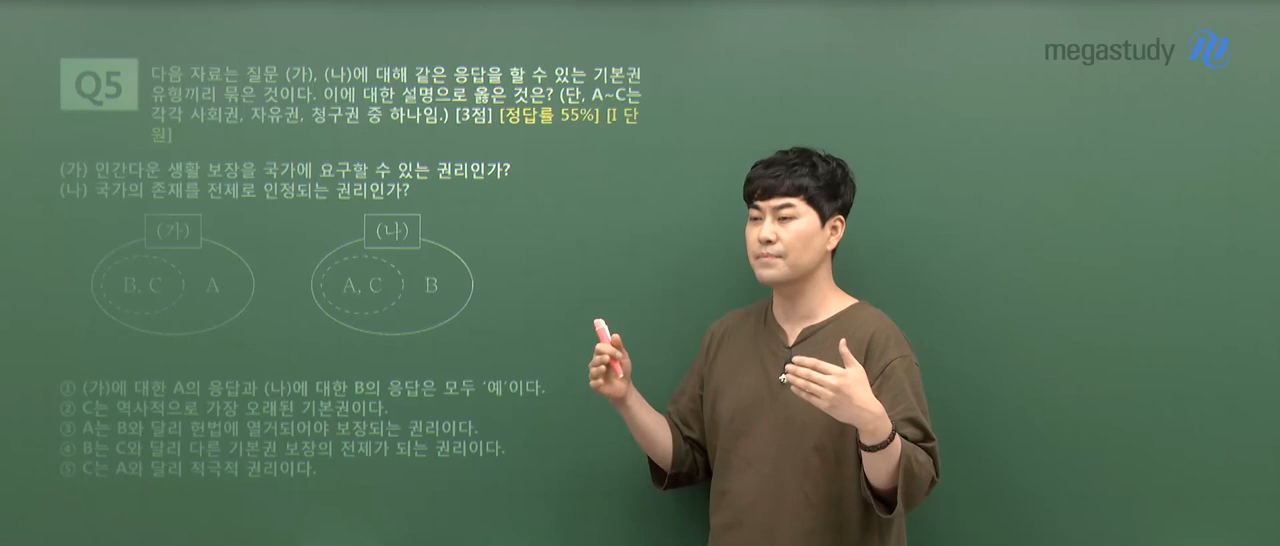 megastudy
Q5
다음 자료는 질문 (가), (나)에 대해 같은 응답을 할 수 있는 기본권
유형끼리 묶은 것이다. 이에 대한 설명으로 옳은 것은? (단, A~C는
각각 사회권, 자유권, 청구권 중 하나임.) [3점] [정답률 55%] [I 단
원]
(가) 인간다운 생활 보장을 국가에 요구할 수 있는 권리인가?
(나) 국가의 존재를 전제로 인정되는 권리인가?
(가) (나)
B, C A A, C B
① (가)에 대한 A의 응답과 (나)에 대한 B의 응답은 모두 '예'이다.
② C는 역사적으로 가장 오래된 기본권이다.
③ A는 B와 달리 헌법에 열거되어야 보장되는 권리이다.
④ B는 C와 달리 다른 기본권 보장의 전제가 되는 권리이다.
⑤ C는 A와 달리 적극적 권리이다.